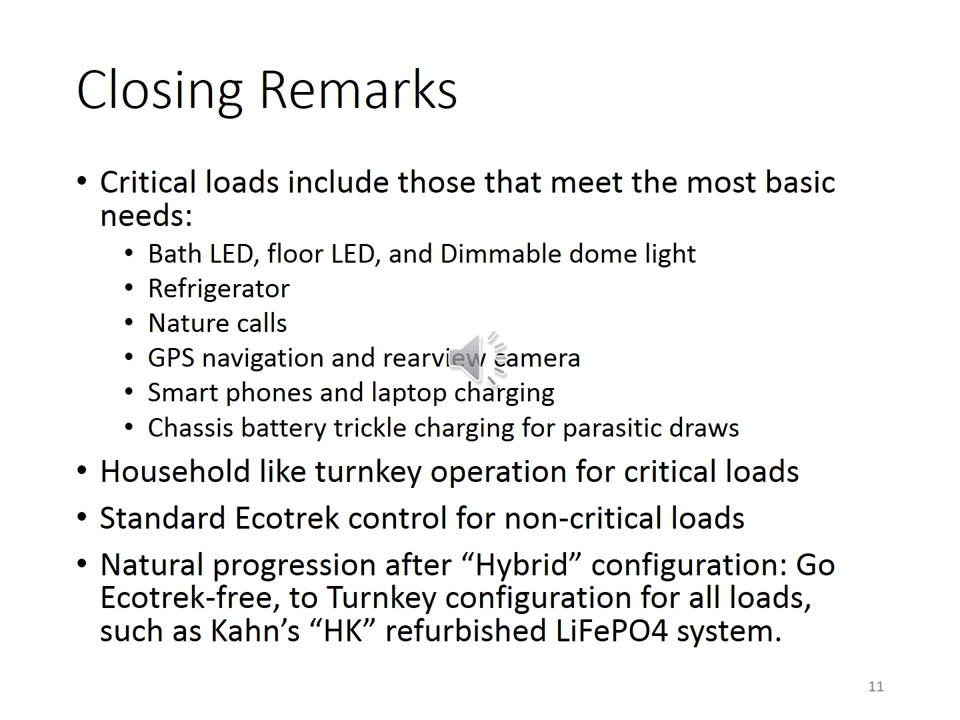 Closing Remarks
• Critical loads include those that meet the most basic
needs:
• Bath LED, floor LED, and Dimmable dome light
• Refrigerator
• Nature calls
• GPS navigation and rearview camera
• Smart phones and laptop charging
• Chassis battery trickle charging for parasitic draws
• Household like turnkey operation for critical loads
• Standard Ecotrek control for non-critical loads
• Natural progression after “Hybrid” configuration: Go
Ecotrek-free, to Turnkey configuration for all loads,
such as Kahn’s “HK” refurbished LiFePO4 system.
11